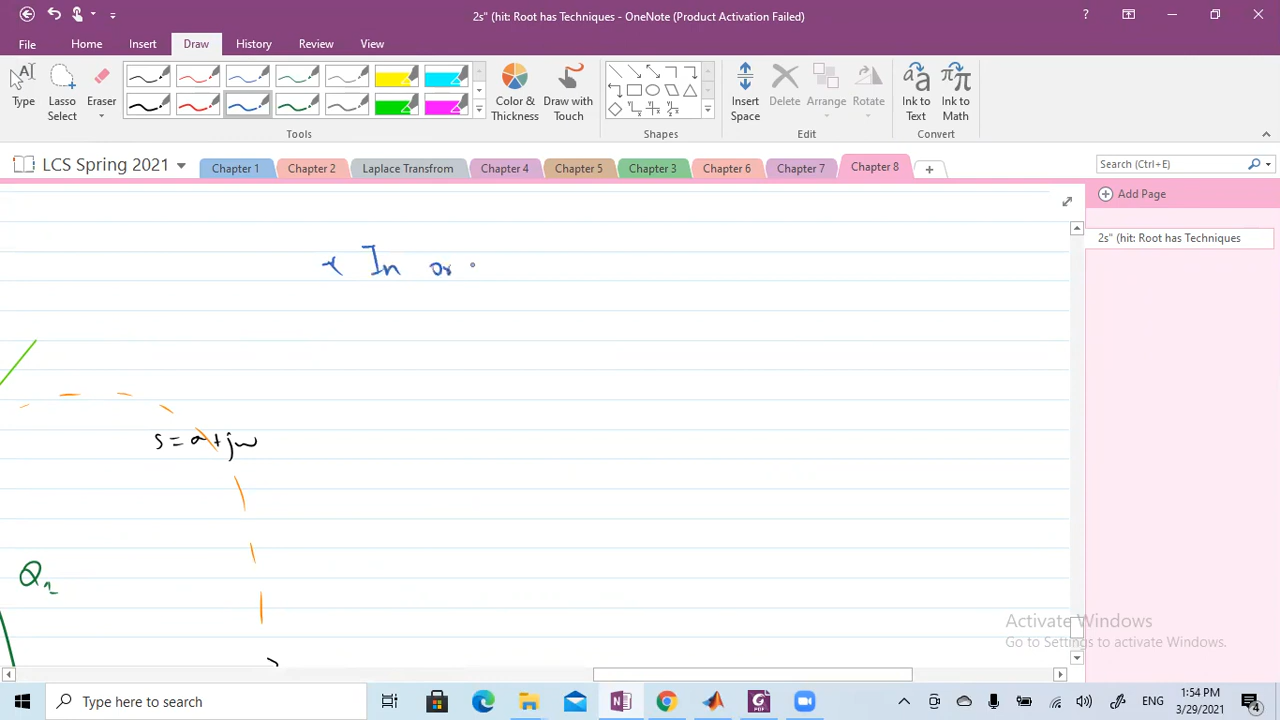 2s" (hit: Root has Techniques - OneNote (Product Activation Failed)
File Home Insert Draw History Review View
Type
Lasso Select
Eraser
Color & Thickness
Draw with Touch
Insert Space
Delete
Arrange
Rotate
Ink to Text
Ink to Math
Tools
Shapes
Edit
Convert
LCS Spring 2021
Chapter 1 Chapter 2 Laplace Transfrom Chapter 4 Chapter 5 Chapter 3 Chapter 6 Chapter 7 Chapter 8
Search (Ctrl+E)
Add Page
2s" (hit: Root has Techniques
In or
s = σ+jω
Activate Windows
Go to Settings to activate Windows.
Type here to search
ENG
1:54 PM
3/29/2021
4